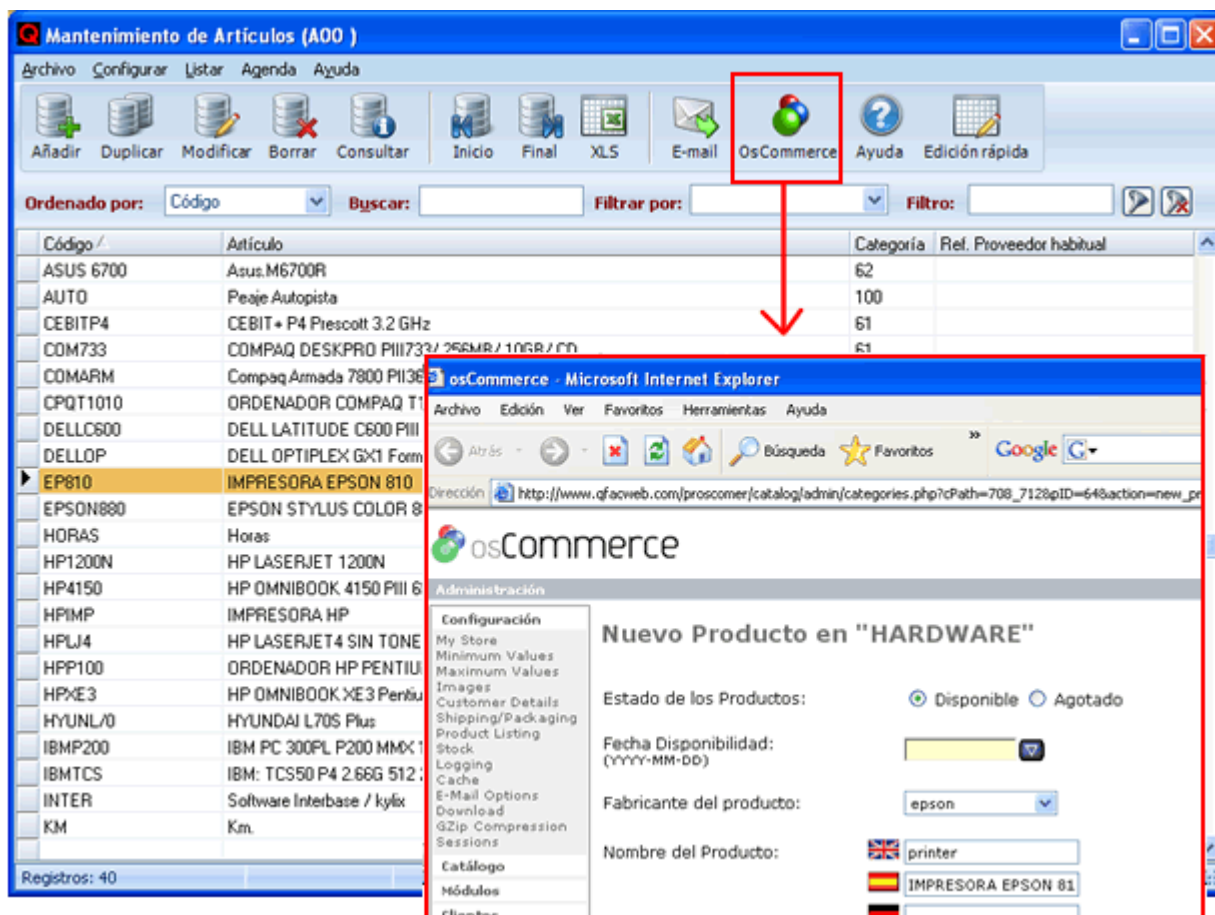 Mantenimiento de Artículos (A00 )
Archivo Configurar Listar Agenda Ayuda
Añadir Duplicar Modificar Borrar Consultar Inicio Final XLS E-mail OsCommerce Ayuda Edición rápida
Ordenado por: Código Buscar: Filtrar por: Filtro:
Código Artículo Categoría Ref. Proveedor habitual
ASUS 6700 Asus.M6700R 62
AUTO Peaje Autopista 100
CEBITP4 CEBIT+ P4 Prescott 3.2 GHz 61
COM733 COMPAQ DESKPRO PIII733/ 256MB/ 10GB/ CD 61
COMARM Compaq Armada 7800 PII36
CPQT1010 ORDENADOR COMPAQ T1
DELLC600 DELL LATITUDE C600 PIII
DELLOP DELL OPTIPLEX GX1 Form
EP810 IMPRESORA EPSON 810
EPSON880 EPSON STYLUS COLOR 8
HORAS Horas
HP1200N HP LASERJET 1200N
HP4150 HP OMNIBOOK 4150 PIII 6
HPIMP IMPRESORA HP
HPLJ4 HP LASERJET4 SIN TONE
HPP100 ORDENADOR HP PENTIU
HPXE3 HP OMNIBOOK XE3 Pentiu
HYUNL/0 HYUNDAI L70S Plus
IBMP200 IBM PC 300PL P200 MMX 1
IBMTCS IBM: TCS50 P4 2.66G 512
INTER Software Interbase / kylix
KM Km.
Registros: 40
osCommerce - Microsoft Internet Explorer
Archivo Edición Ver Favoritos Herramientas Ayuda
Atrás Búsqueda Favoritos » Google G
Dirección http://www.qfacweb.com/proscomer/catalog/admin/categories.php?cPath=708_712&pID=64&action=new_pr
osCommerce
Administración
Configuración
My Store
Minimum Values
Maximum Values
Images
Customer Details
Shipping/Packaging
Product Listing
Stock
Logging
Cache
E-Mail Options
Download
GZip Compression
Sessions
Catálogo
Módulos
Clientes
Nuevo Producto en "HARDWARE"
Estado de los Productos: Disponible Agotado
Fecha Disponibilidad:
(YYYY-MM-DD)
Fabricante del producto: epson
Nombre del Producto: printer
IMPRESORA EPSON 81